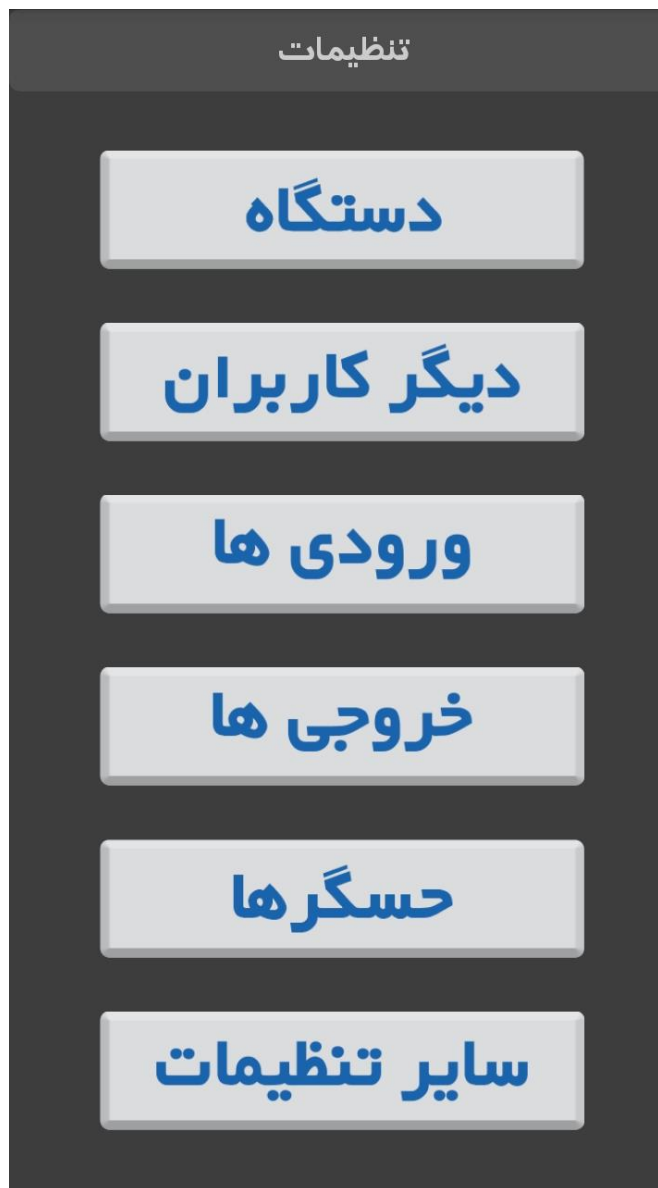 تنظیمات
دستگاه
دیگر کاربران
ورودی ها
خروجی ها
حسگرها
سایر تنظیمات